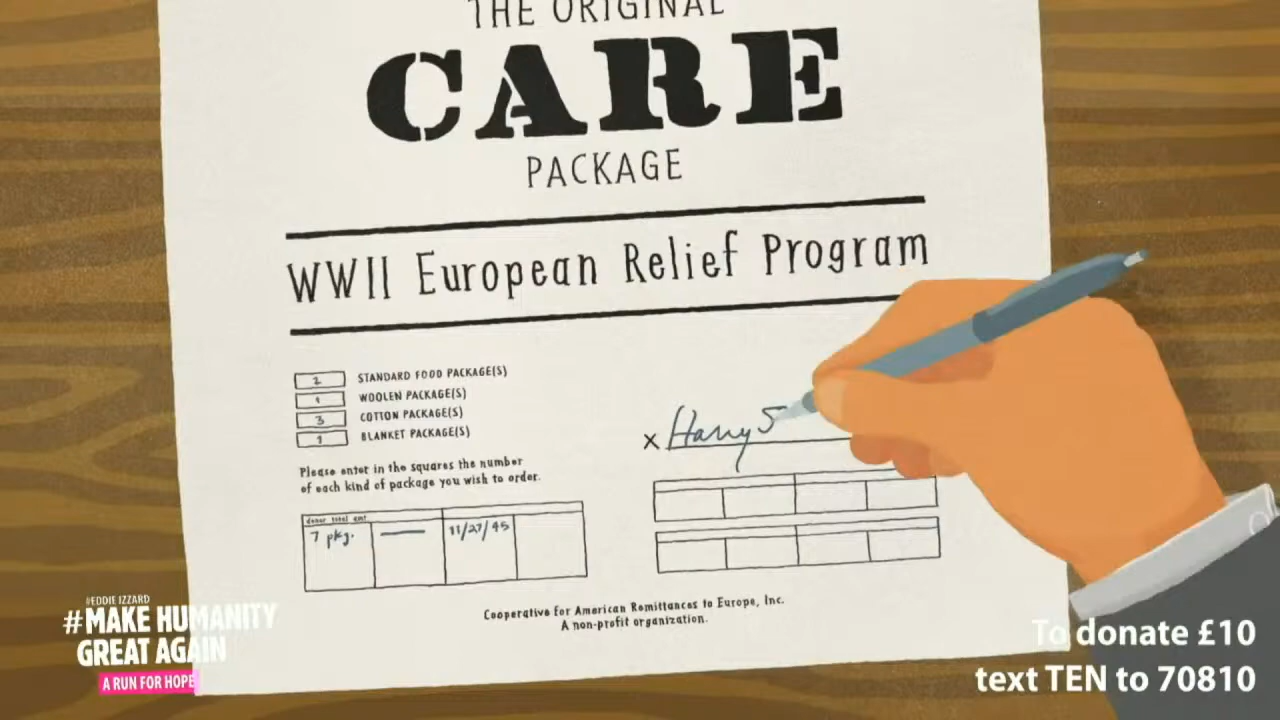 THE ORIGINAL
CARE
PACKAGE
WWII European Relief Program
2 STANDARD FOOD PACKAGE(S)
1 WOOLEN PACKAGE(S)
3 COTTON PACKAGE(S)
1 BLANKET PACKAGE(S)
Please enter in the squares the number
of each kind of package you wish to order.
donor total amt
7 pkg. 11/27/45
x Harry S
Cooperative for American Remittances to Europe, Inc.
A non-profit organization.
#EDDIE IZZARD
#MAKE HUMANITY
GREAT AGAIN
A RUN FOR HOPE
To donate £10
text TEN to 70810